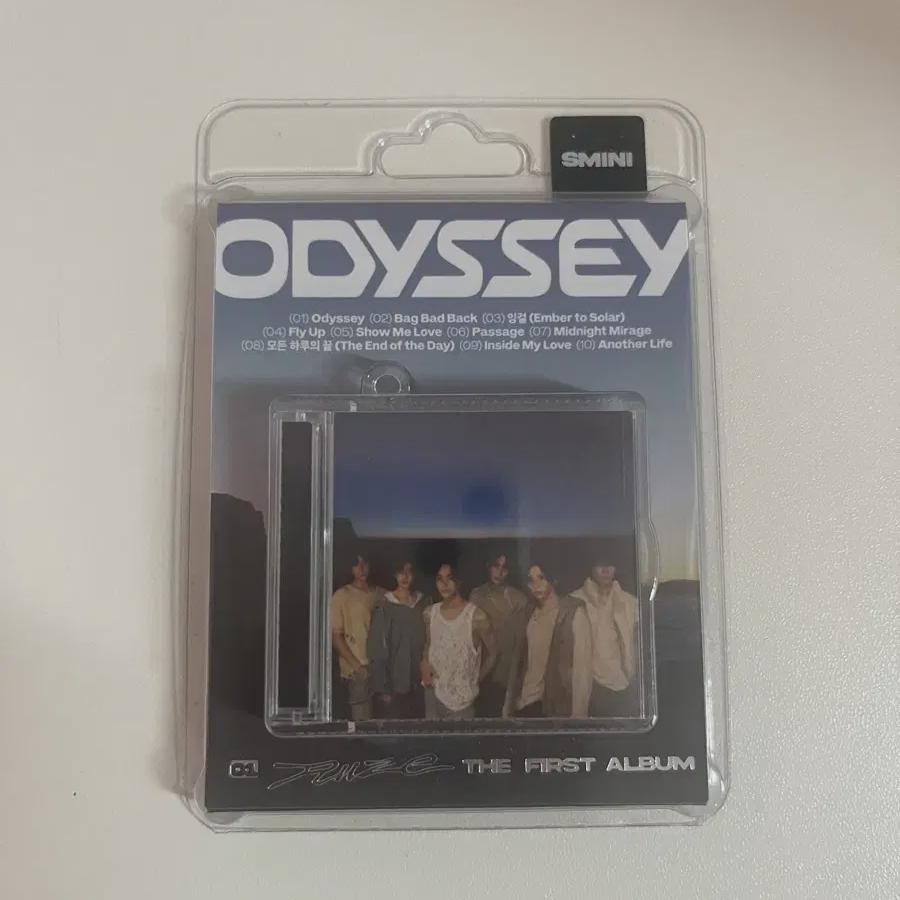 SMINI
ODYSSEY
(01) Odyssey (02) Bag Bad Back (03) 잉걸 (Ember to Solar)
(04) Fly Up (05) Show Me Love (06) Passage (07) Midnight Mirage
(08) 모든 하루의 끝 (The End of the Day) (09) Inside My Love (10) Another Life
01 RIIZE THE FIRST ALBUM